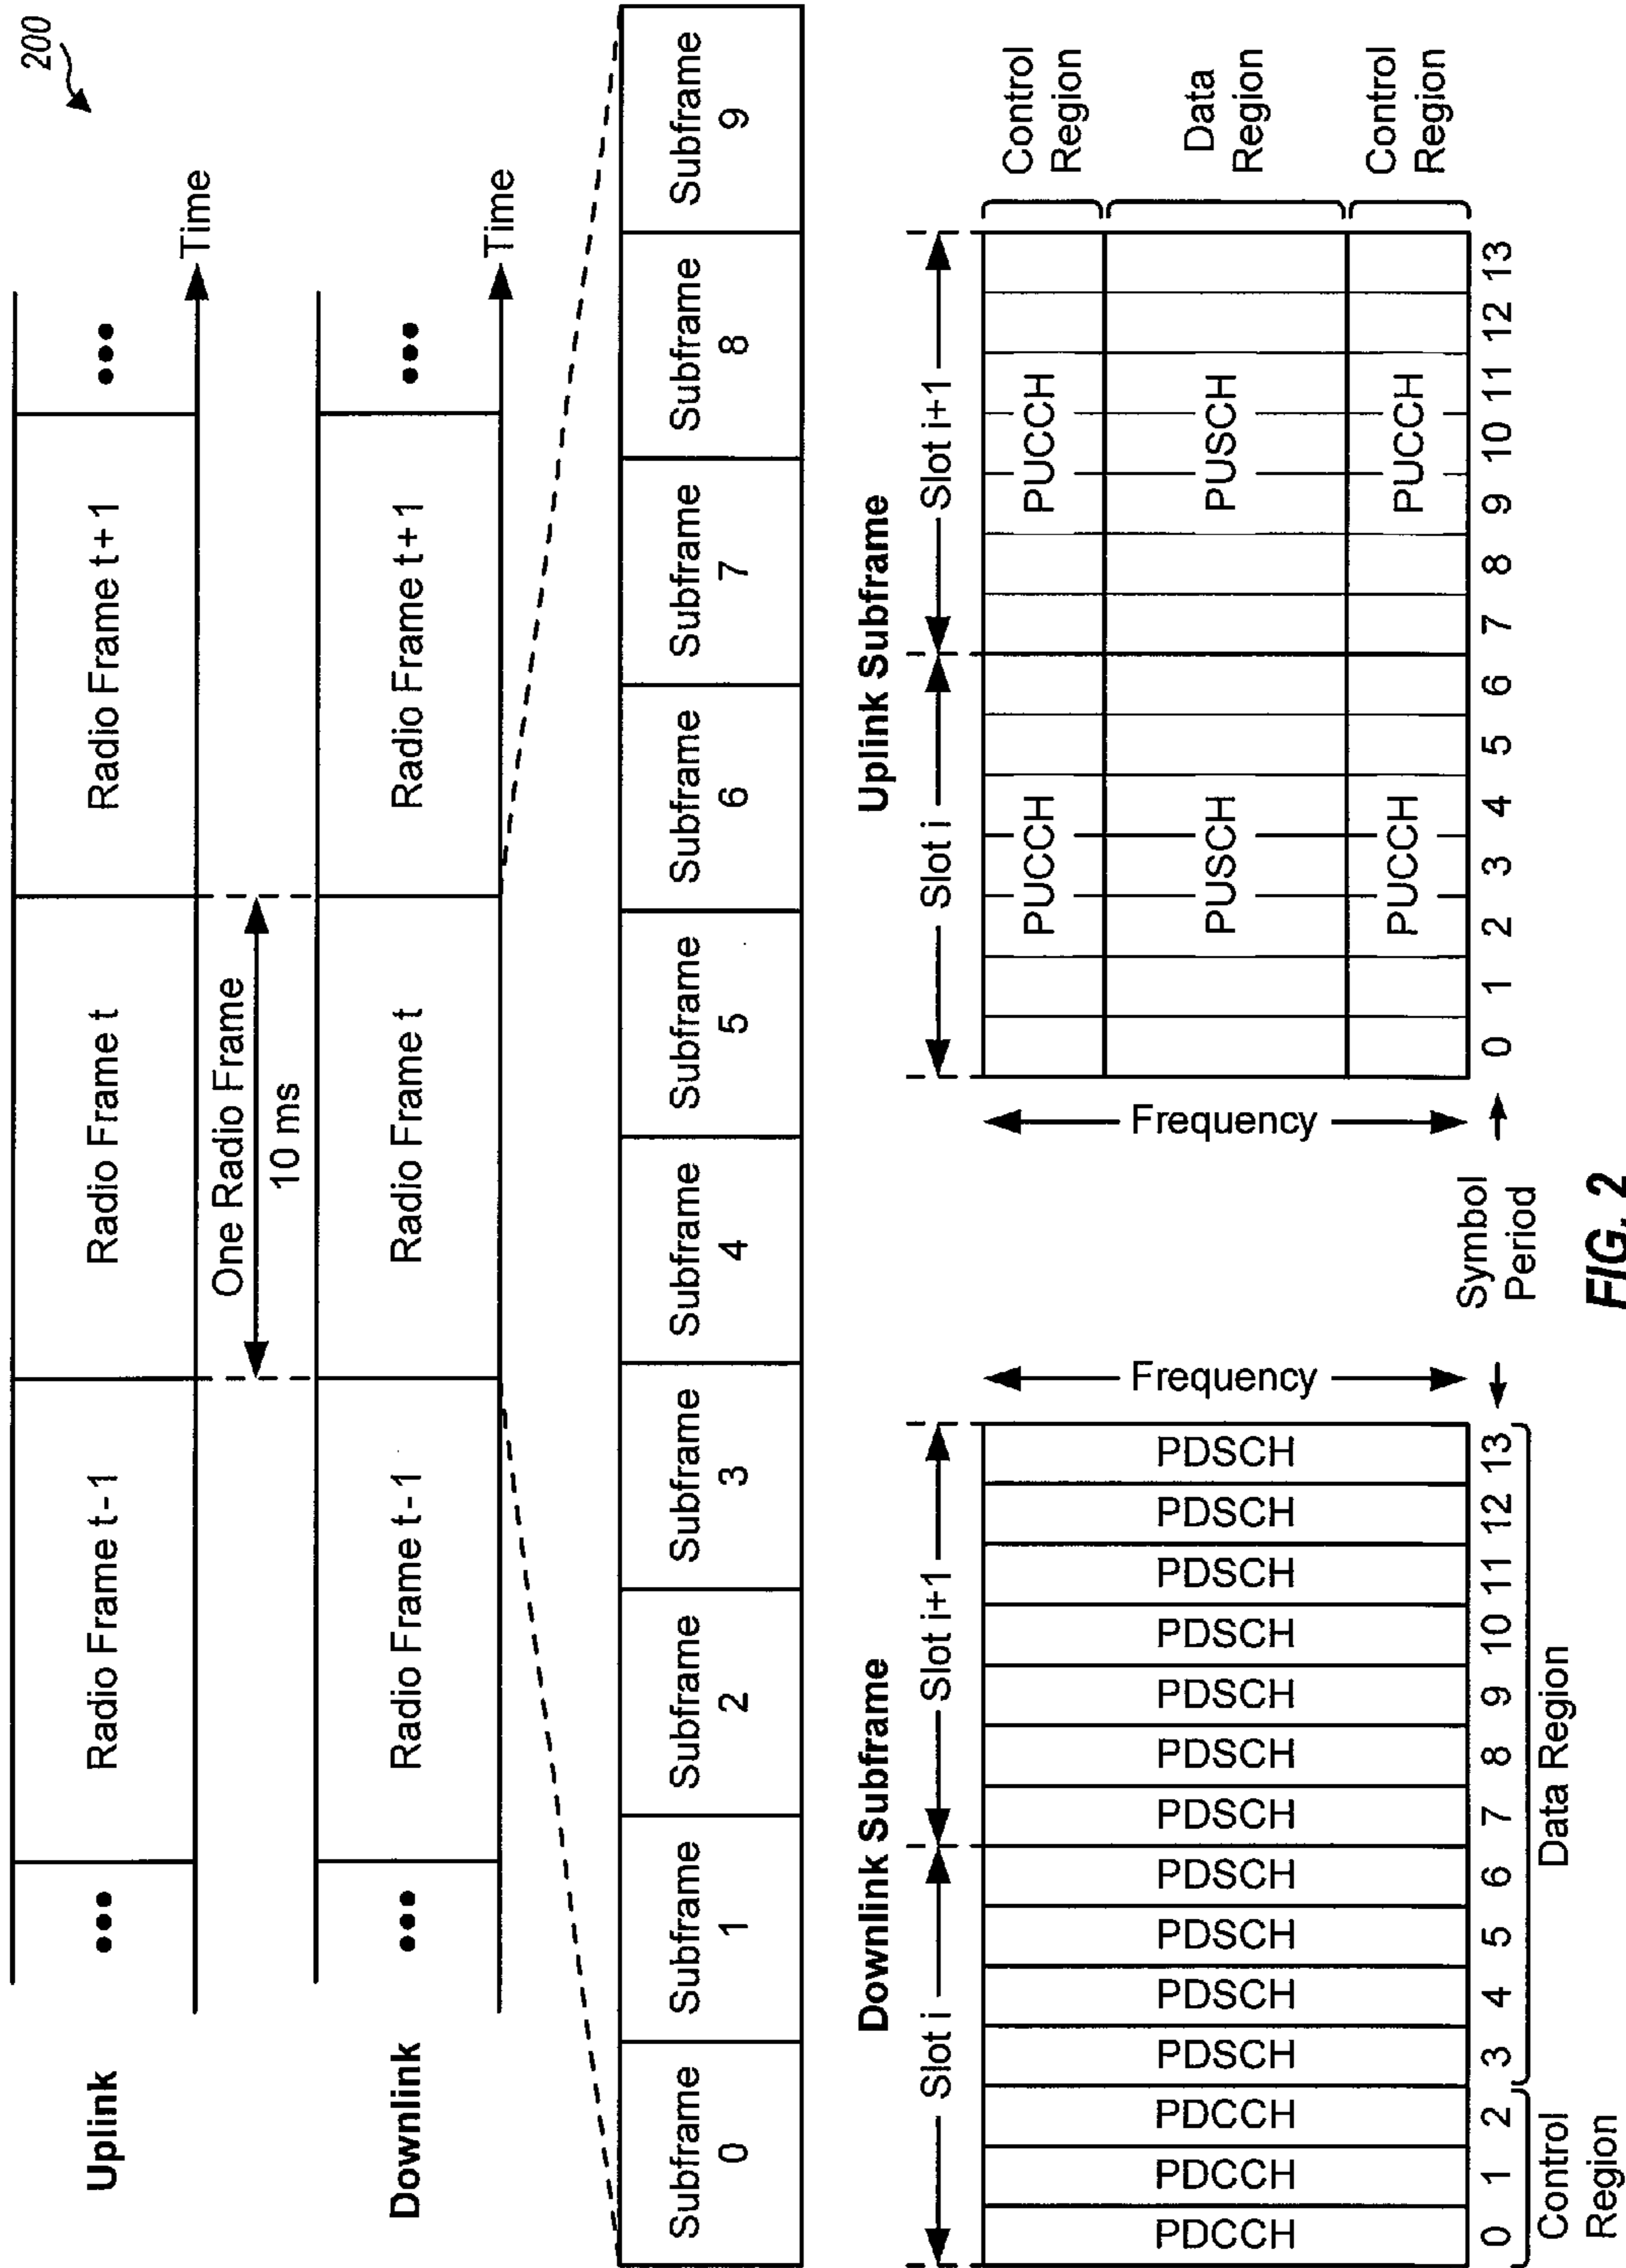 200
Uplink
•••
Radio Frame t-1
Radio Frame t
Radio Frame t+1
•••
Time
One Radio Frame
10 ms
Downlink
•••
Radio Frame t-1
Radio Frame t
Radio Frame t+1
•••
Time
Subframe
0
Subframe
1
Subframe
2
Subframe
3
Subframe
4
Subframe
5
Subframe
6
Subframe
7
Subframe
8
Subframe
9
Downlink Subframe
Slot i
Slot i+1
PDCCH
PDCCH
PDCCH
PDSCH
PDSCH
PDSCH
PDSCH
PDSCH
PDSCH
PDSCH
PDSCH
PDSCH
PDSCH
PDSCH
Frequency
0 1 2 3 4 5 6 7 8 9 10 11 12 13
Control
Region
Data Region
Symbol
Period
Uplink Subframe
Slot i
Slot i+1
Frequency
PUCCH
PUCCH
Control
Region
PUSCH
PUSCH
Data
Region
PUCCH
PUCCH
Control
Region
0 1 2 3 4 5 6 7 8 9 10 11 12 13
FIG. 2